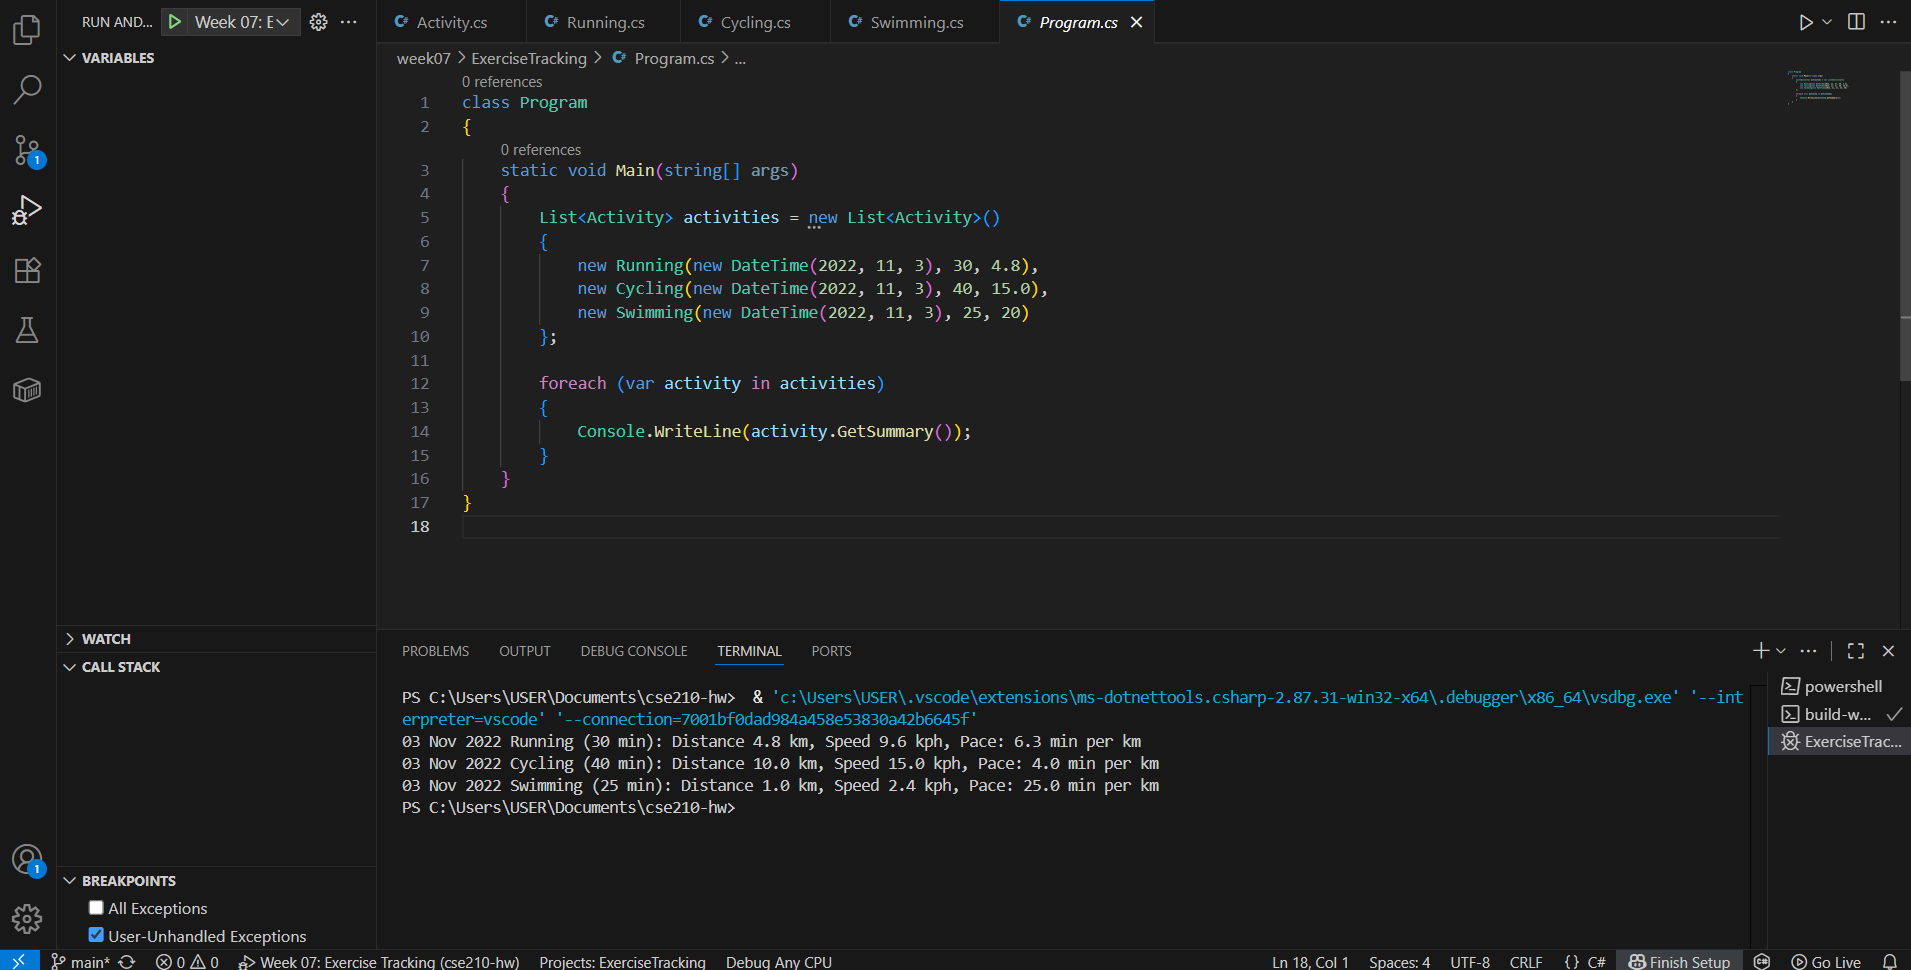 RUN AND... Week 07: E
VARIABLES
WATCH
CALL STACK
BREAKPOINTS
All Exceptions
User-Unhandled Exceptions
1
1
Activity.cs
Running.cs
Cycling.cs
Swimming.cs
Program.cs
week07 > ExerciseTracking > Program.cs > ...
0 references
1 class Program
2 {
0 references
3 static void Main(string[] args)
4 {
5 List<Activity> activities = new List<Activity>()
6 {
7 new Running(new DateTime(2022, 11, 3), 30, 4.8),
8 new Cycling(new DateTime(2022, 11, 3), 40, 15.0),
9 new Swimming(new DateTime(2022, 11, 3), 25, 20)
10 };
11
12 foreach (var activity in activities)
13 {
14 Console.WriteLine(activity.GetSummary());
15 }
16 }
17 }
18
PROBLEMS OUTPUT DEBUG CONSOLE TERMINAL PORTS
PS C:\Users\USER\Documents\cse210-hw>  & 'c:\Users\USER\.vscode\extensions\ms-dotnettools.csharp-2.87.31-win32-x64\.debugger\x86_64\vsdbg.exe' '--int
erpreter=vscode' '--connection=7001bf0dad984a458e53830a42b6645f'
03 Nov 2022 Running (30 min): Distance 4.8 km, Speed 9.6 kph, Pace: 6.3 min per km
03 Nov 2022 Cycling (40 min): Distance 10.0 km, Speed 15.0 kph, Pace: 4.0 min per km
03 Nov 2022 Swimming (25 min): Distance 1.0 km, Speed 2.4 kph, Pace: 25.0 min per km
PS C:\Users\USER\Documents\cse210-hw>
powershell
build-w...
ExerciseTrac...
main* 0 0 Week 07: Exercise Tracking (cse210-hw) Projects: ExerciseTracking Debug Any CPU Ln 18, Col 1 Spaces: 4 UTF-8 CRLF {} C# Finish Setup Go Live